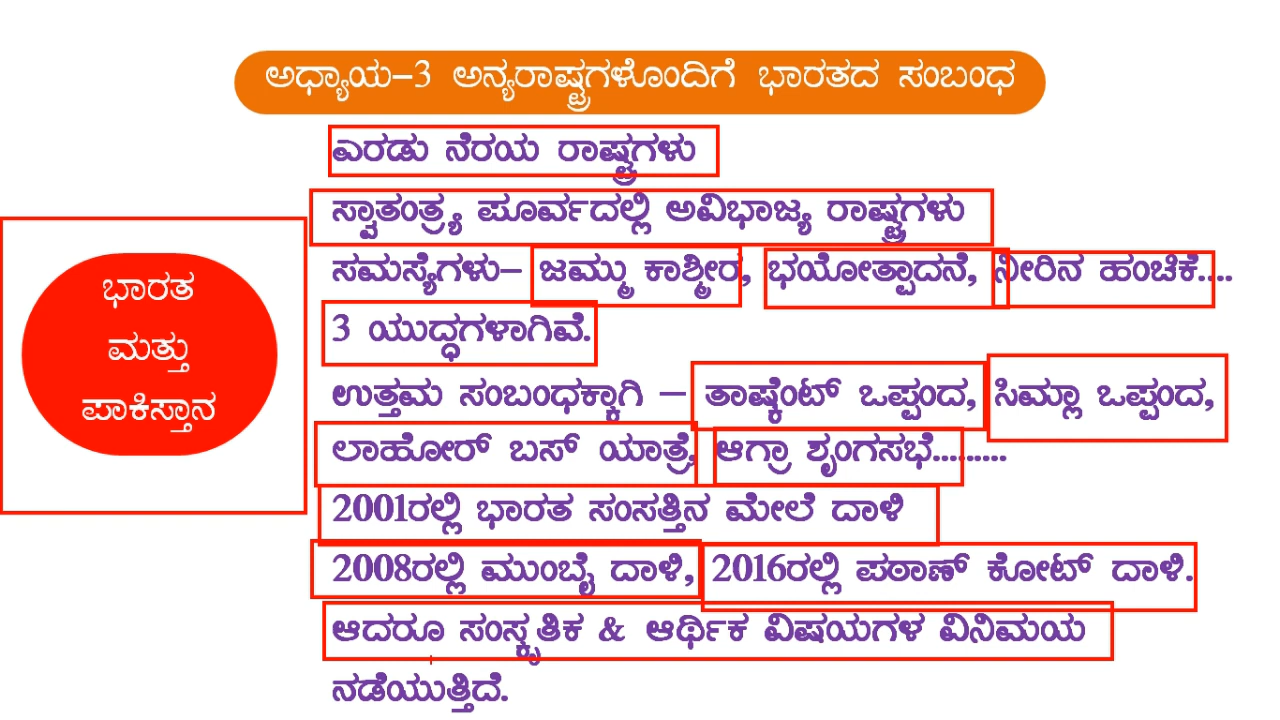 ಅಧ್ಯಾಯ-3 ಅನ್ಯರಾಷ್ಟ್ರಗಳೊಂದಿಗೆ ಭಾರತದ ಸಂಬಂಧ
ಭಾರತ
ಮತ್ತು
ಪಾಕಿಸ್ತಾನ
ಎರಡು ನೆರೆಯ ರಾಷ್ಟ್ರಗಳು
ಸ್ವಾತಂತ್ರ್ಯ ಪೂರ್ವದಲ್ಲಿ ಅವಿಭಾಜ್ಯ ರಾಷ್ಟ್ರಗಳು
ಸಮಸ್ಯೆಗಳು- ಜಮ್ಮು ಕಾಶ್ಮೀರ, ಭಯೋತ್ಪಾದನೆ, ನೀರಿನ ಹಂಚಿಕೆ....
3 ಯುದ್ಧಗಳಾಗಿವೆ.
ಉತ್ತಮ ಸಂಬಂಧಕ್ಕಾಗಿ – ತಾಷ್ಕೆಂಟ್ ಒಪ್ಪಂದ, ಸಿಮ್ಲಾ ಒಪ್ಪಂದ,
ಲಾಹೋರ್ ಬಸ್ ಯಾತ್ರೆ, ಆಗ್ರಾ ಶೃಂಗಸಭೆ.........
2001ರಲ್ಲಿ ಭಾರತ ಸಂಸತ್ತಿನ ಮೇಲೆ ದಾಳಿ
2008ರಲ್ಲಿ ಮುಂಬೈ ದಾಳಿ, 2016ರಲ್ಲಿ ಪಠಾಣ್ ಕೋಟ್ ದಾಳಿ.
ಆದರೂ ಸಂಸ್ಕೃತಿಕ & ಆರ್ಥಿಕ ವಿಷಯಗಳ ವಿನಿಮಯ
ನಡೆಯುತ್ತಿದೆ.